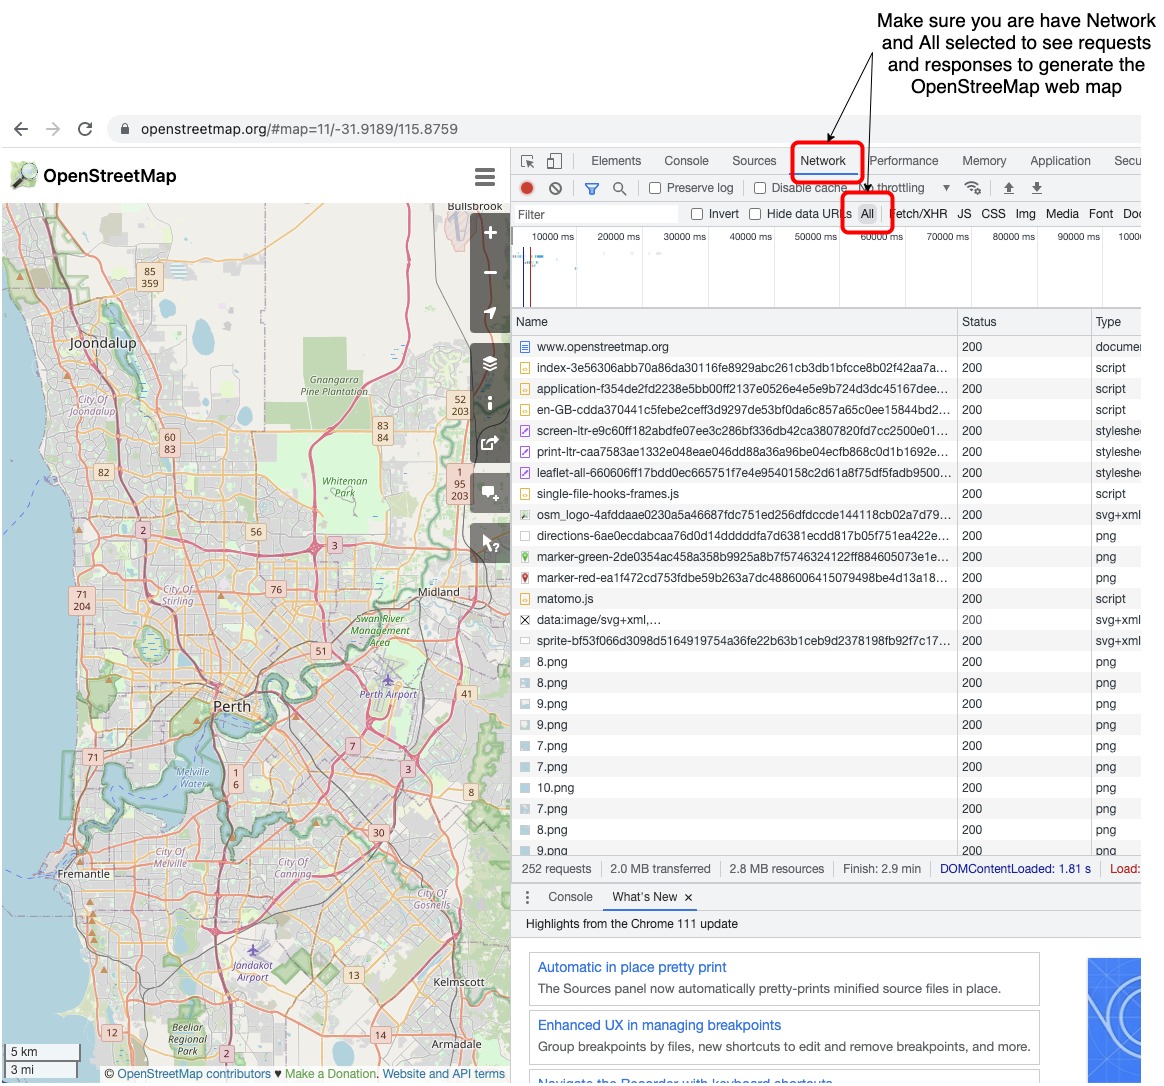 Make sure you are have Network
and All selected to see requests
and responses to generate the
OpenStreeMap web map
openstreetmap.org/#map=11/-31.9189/115.8759
OpenStreetMap
Elements Console Sources Network Performance Memory Application Secu
Preserve log Disable cache throttling
Filter Invert Hide data URLs All Fetch/XHR JS CSS Img Media Font Doc
10000 ms 20000 ms 30000 ms 40000 ms 50000 ms 60000 ms 70000 ms 80000 ms 90000 ms 1000
Name Status Type
www.openstreetmap.org 200 documen
index-3e56306abb70a86da30116fe8929abc261cb3db1bfcce8b02f42aa7a... 200 script
application-f354de2fd2238e5bb00ff2137e0526e4e5e9b724d3dc45167dee... 200 script
en-GB-cdda370441c5febe2ceff3d9297de53bf0da6c857a65c0ee15844bd2... 200 script
screen-ltr-e9c60ff182abdfe07ee3c286bf336db42ca3807820fd7cc2500e01... 200 styleshe
print-ltr-caa7583ae1332e048eae046dd88a36a96be04ecfb868c0d1b1692e... 200 styleshe
leaflet-all-660606ff17bdd0ec665751f7e4e9540158c2d61a8f75df5fadb9500... 200 styleshe
single-file-hooks-frames.js 200 script
osm_logo-4afddaae0230a5a46687fdc751ed256dfdccde144118cb02a7d79... 200 svg+xml
directions-6ae0ecdabcaa76d0d14dddddfa7d6381ecdd817b05f751ea422e... 200 png
marker-green-2de0354ac458a358b9925a8b7f5746324122ff884605073e1e... 200 png
marker-red-ea1f472cd753fdbe59b263a7dc4886006415079498be4d13a18... 200 png
matomo.js 200 script
data:image/svg+xml,... 200 svg+xml
sprite-bf53f066d3098d5164919754a36fe22b63b1ceb9d2378198fb92f7c17... 200 svg+xml
8.png 200 png
8.png 200 png
9.png 200 png
9.png 200 png
7.png 200 png
7.png 200 png
10.png 200 png
7.png 200 png
8.png 200 png
9.png 200 png
252 requests 2.0 MB transferred 2.8 MB resources Finish: 2.9 min DOMContentLoaded: 1.81 s Load:
Console What's New ×
Highlights from the Chrome 111 update
Automatic in place pretty print
The Sources panel now automatically pretty-prints minified source files in place.
Enhanced UX in managing breakpoints
Group breakpoints by files, new shortcuts to edit and remove breakpoints, and more.
Navigate the Recorder with keyboard shortcuts
Bullsbrook
85
359
Joondalup
Gnangarra
Pine Plantation
City Of
Joondalup
52
203
83
84
60
83
82
1
95
203
Whiteman
Park
2
56
3
76
City Of
Stirling
71
204
Midland
Swan River
Management
Area
51
Perth Airport
41
Perth
7
71
3
Melville
Water
1
6
8
30
City Of
Melville
City Of
Canning
Fremantle
City Of
Gosnells
Jandakot
Airport
13
Kelmscott
12
Beeliar
Regional
Park
14
Armadale
2
5 km
3 mi
© OpenStreetMap contributors ♥ Make a Donation. Website and API terms